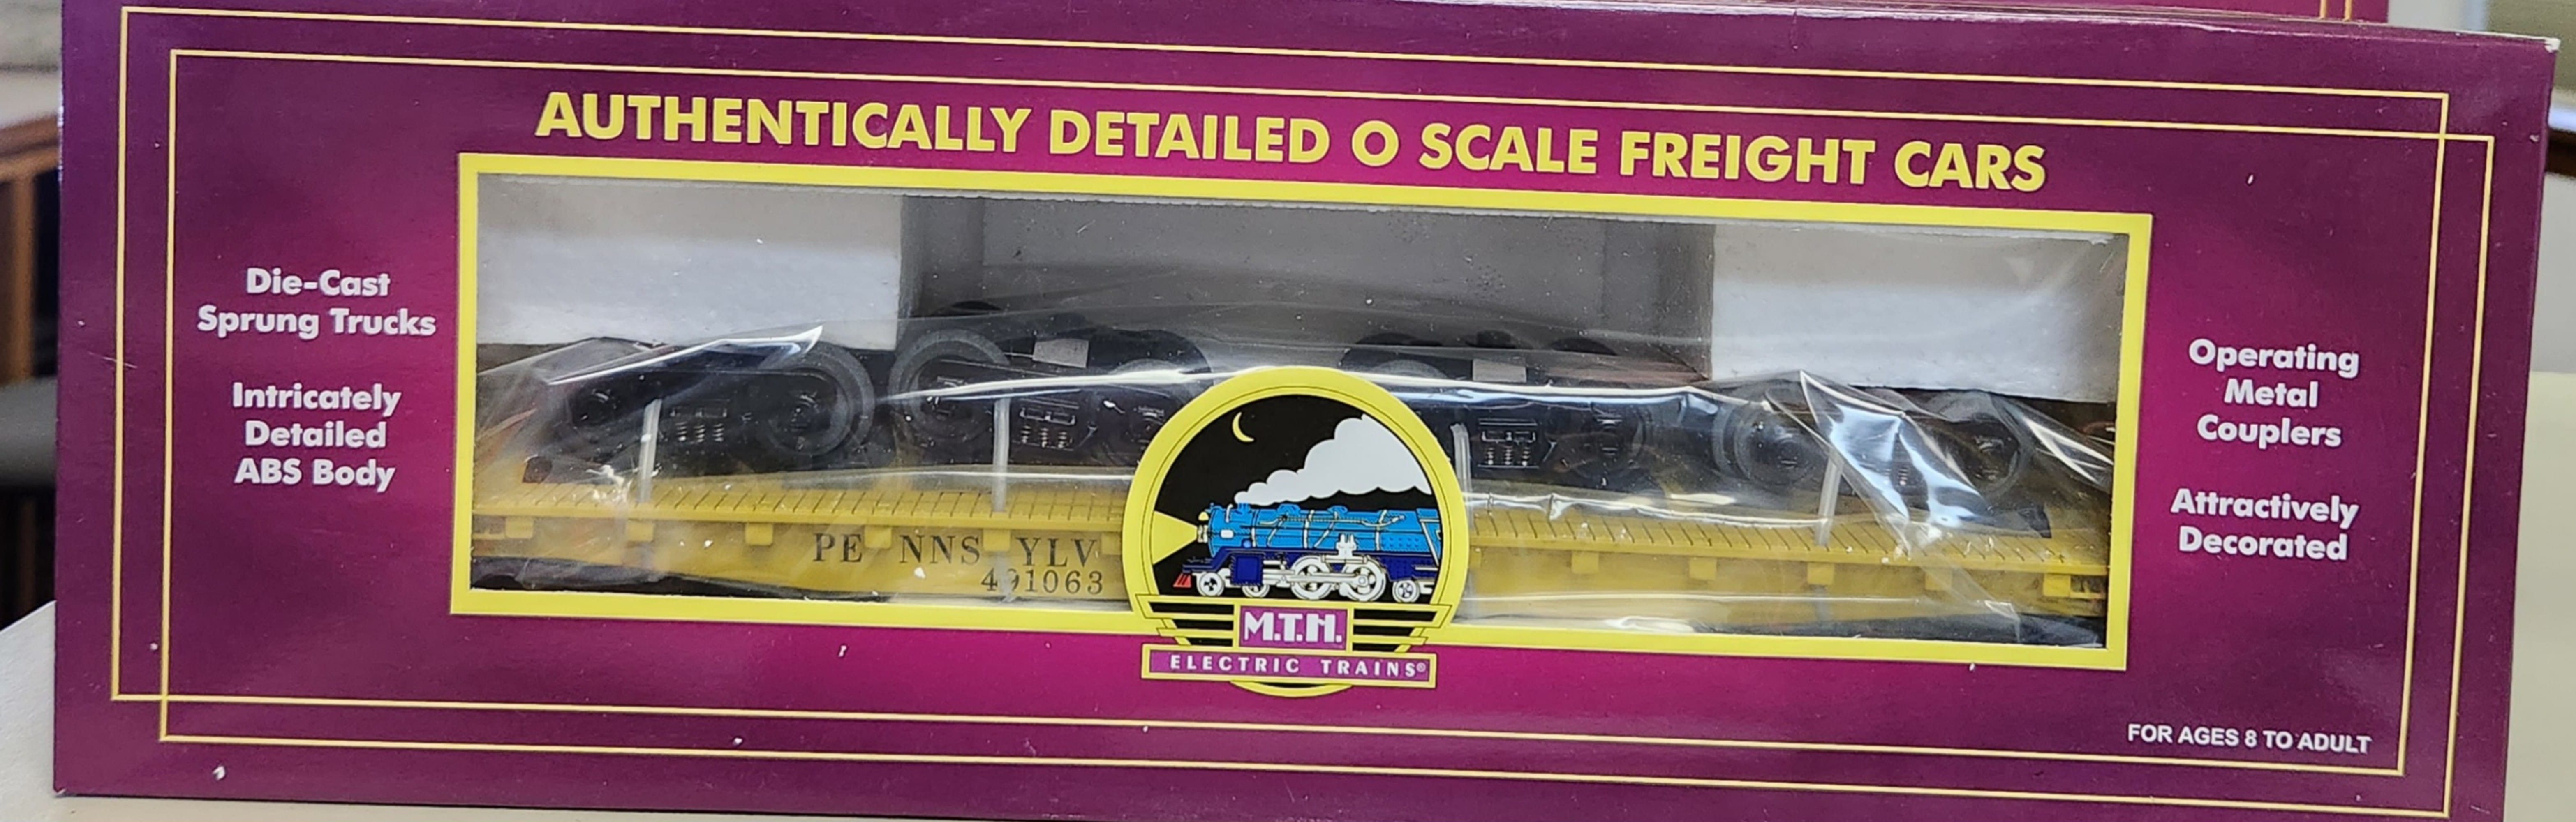 AUTHENTICALLY DETAILED O SCALE FREIGHT CARS
Die-Cast
Sprung Trucks
Intricately
Detailed
ABS Body
Operating
Metal
Couplers
Attractively
Decorated
PE NNS YLV
491063
M.T.H.
ELECTRIC TRAINS®
FOR AGES 8 TO ADULT